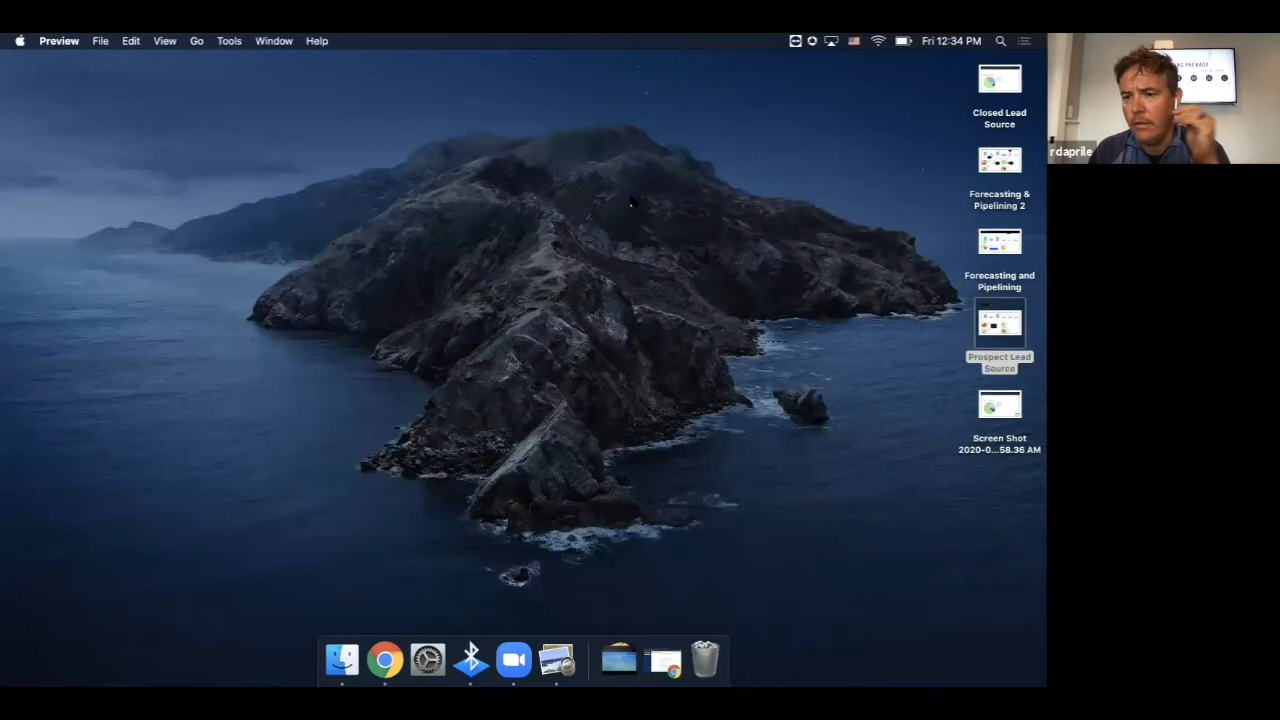 Preview File Edit View Go Tools Window Help Fri 12:34 PM
Closed Lead
Source
Forecasting &
Pipelining 2
Forecasting and
Pipelining
Prospect Lead
Source
Screen Shot
2020-0...58.36 AM
PACKAGE
rdaprile